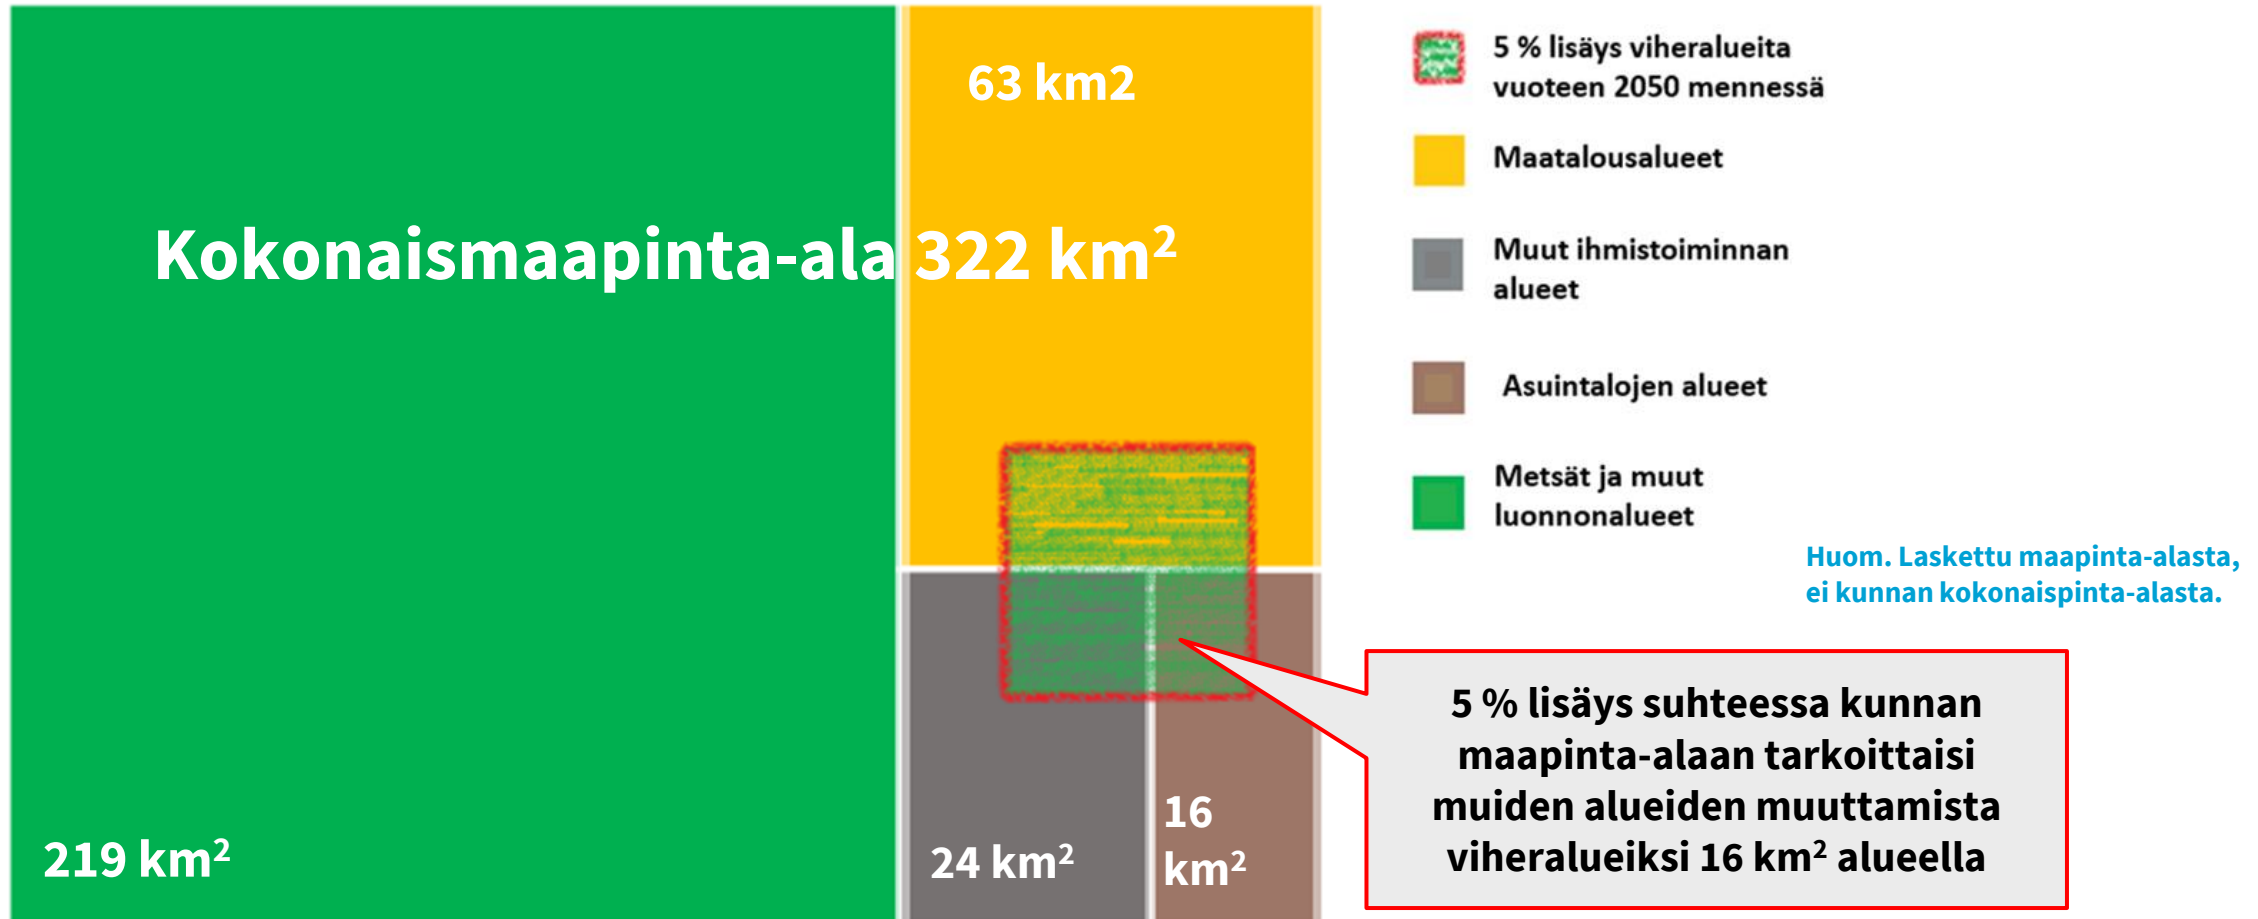 63 km2
Kokonaismaapinta-ala 322 km²
219 km²
24 km²
16
km²
5 % lisäys viheralueita
vuoteen 2050 mennessä
Maatalousalueet
Muut ihmistoiminnan
alueet
Asuintalojen alueet
Metsät ja muut
luonnonalueet
Huom. Laskettu maapinta-alasta,
ei kunnan kokonaispinta-alasta.
5 % lisäys suhteessa kunnan
maapinta-alaan tarkoittaisi
muiden alueiden muuttamista
viheralueiksi 16 km² alueella